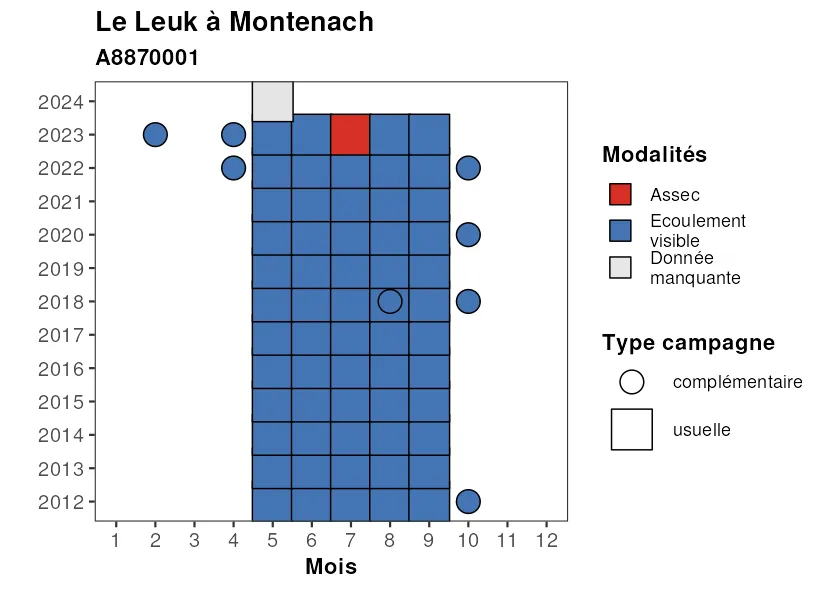 Le Leuk à Montenach
A8870001
2024
2023
2022
2021
2020
2019
2018
2017
2016
2015
2014
2013
2012
1 2 3 4 5 6 7 8 9 10 11 12
Mois
Modalités
Assec
Ecoulement
visible
Donnée
manquante
Type campagne
complémentaire
usuelle